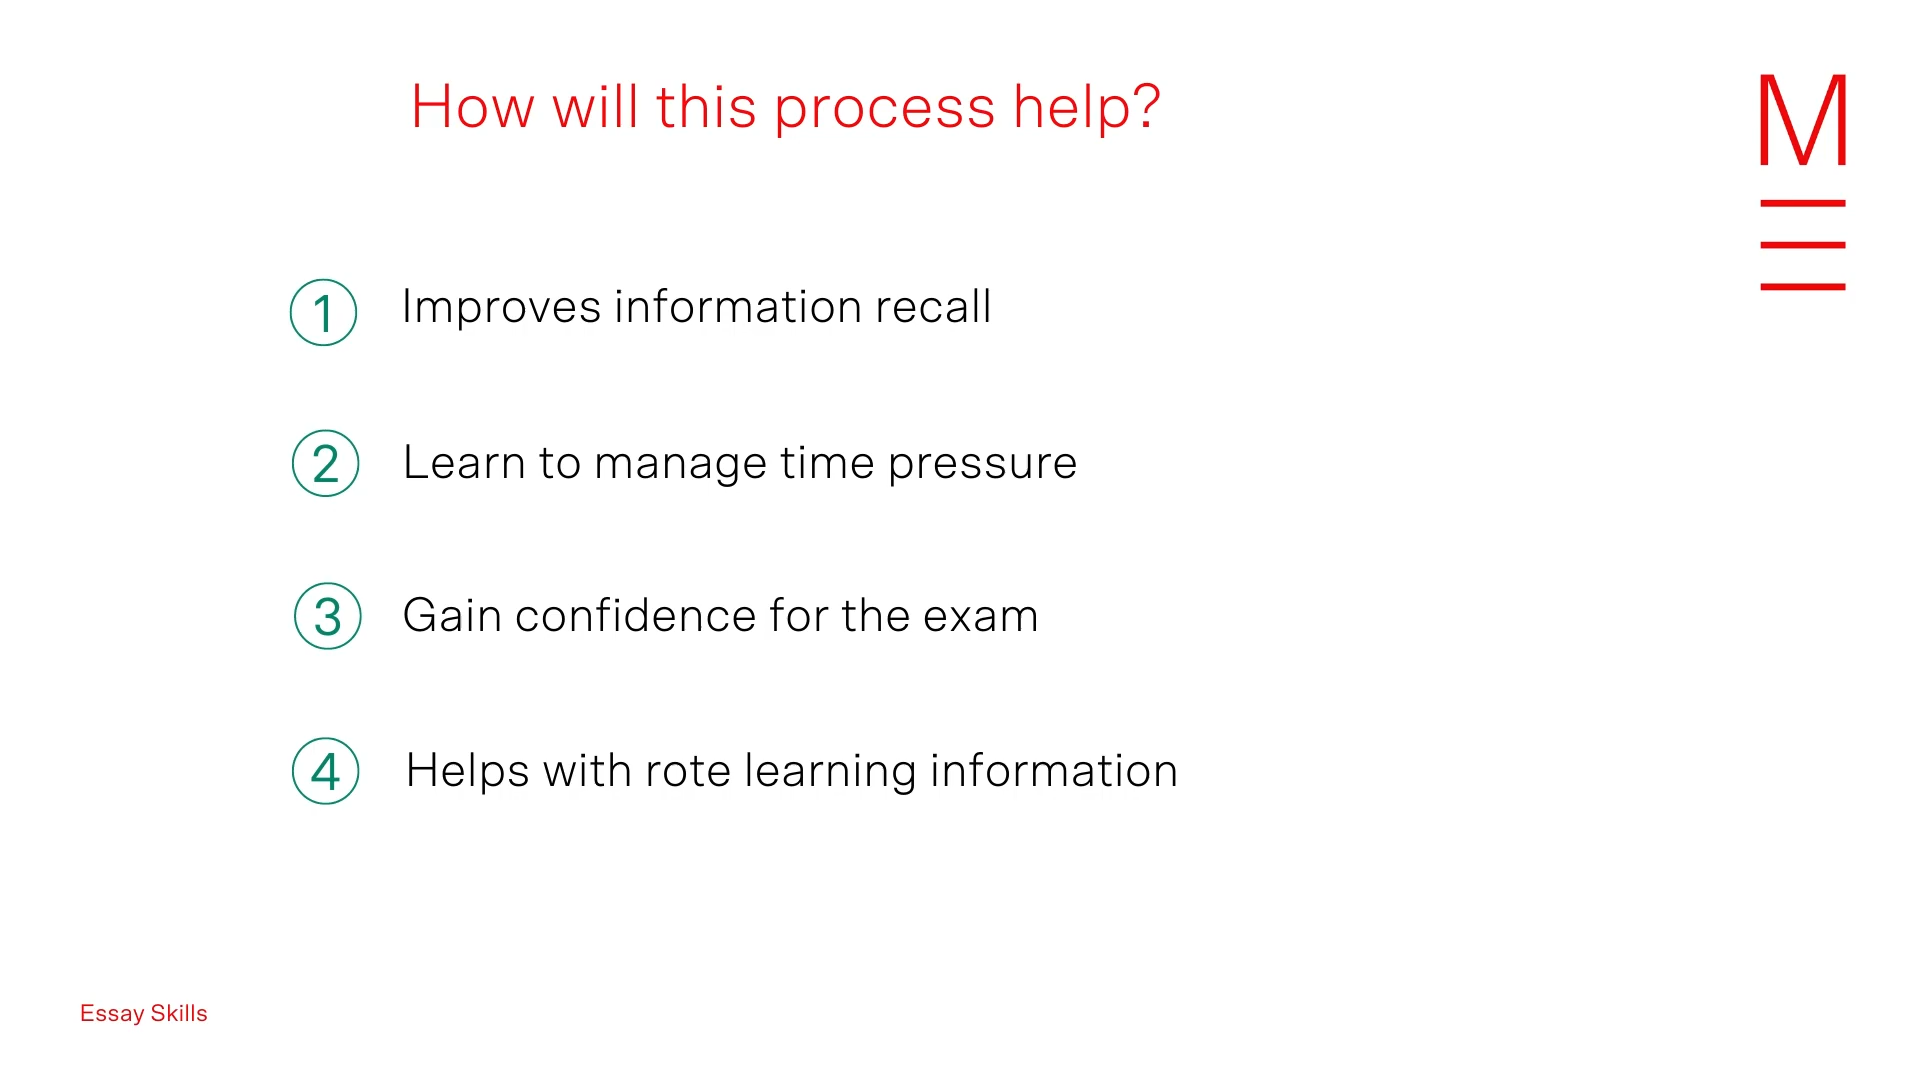 How will this process help?
M
1 Improves information recall
2 Learn to manage time pressure
3 Gain confidence for the exam
4 Helps with rote learning information
Essay Skills